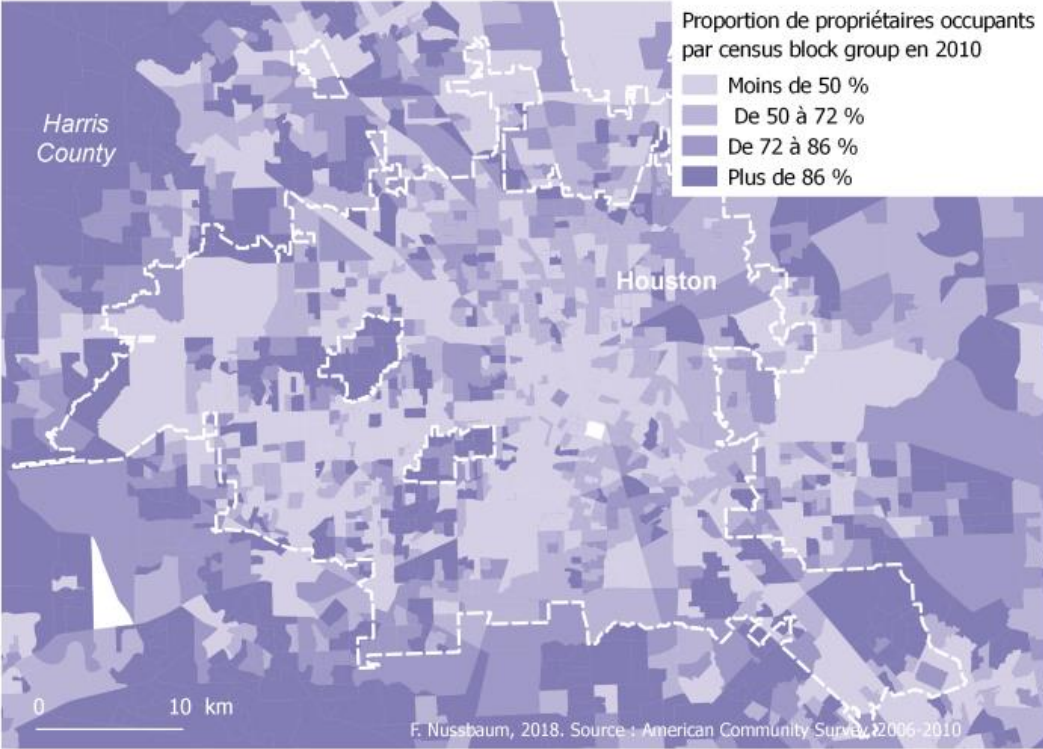 Proportion de propriétaires occupants
par census block group en 2010
Moins de 50 %
De 50 à 72 %
De 72 à 86 %
Plus de 86 %
Harris
County
Houston
0 10 km
F. Nussbaum, 2018. Source : American Community Survey, 2006-2010